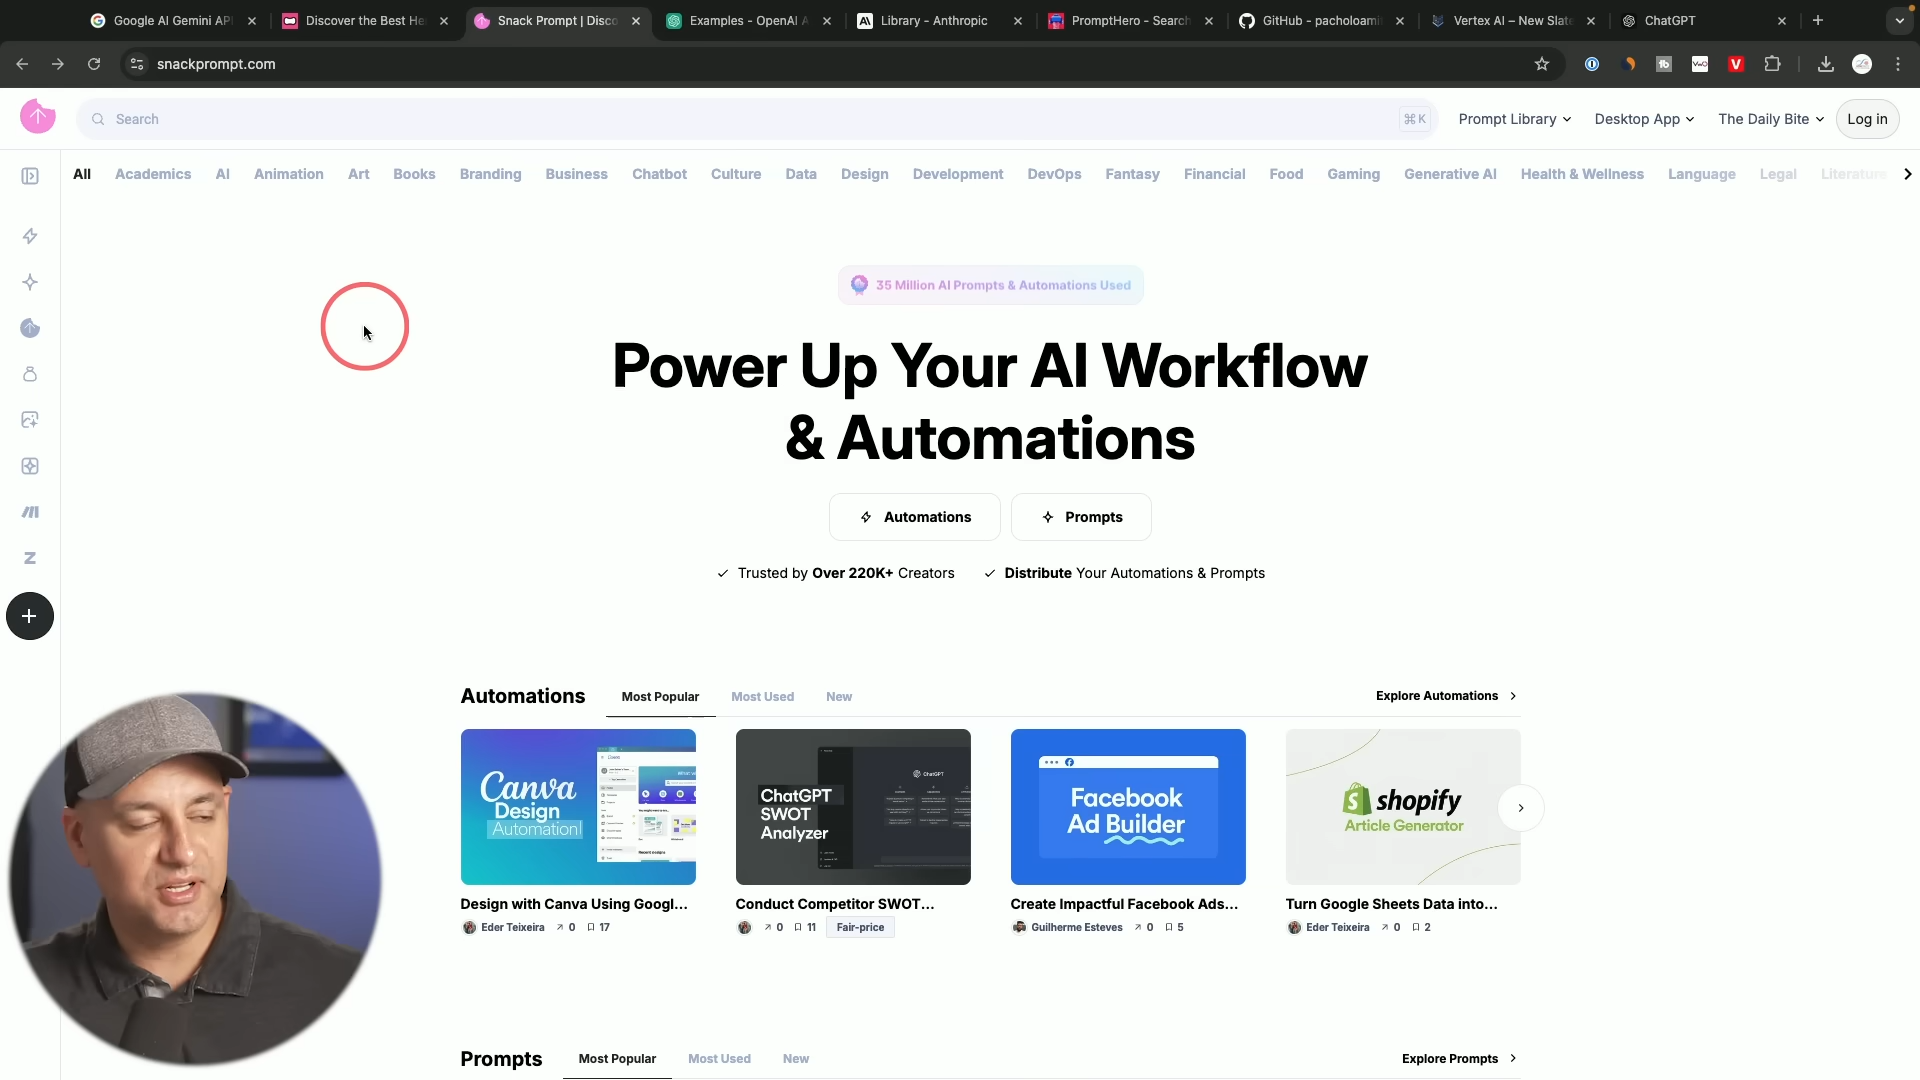 Google AI Gemini API
Discover the Best He
Snack Prompt | Disco
Examples - OpenAI A
Library - Anthropic
PromptHero - Search
GitHub - pacholoami
Vertex AI – New Slate
ChatGPT
snackprompt.com
Search
⌘ K
Prompt Library
Desktop App
The Daily Bite
Log in
All Academics AI Animation Art Books Branding Business Chatbot Culture Data Design Development DevOps Fantasy Financial Food Gaming Generative AI Health & Wellness Language Legal Literature
35 Million AI Prompts & Automations Used
Power Up Your AI Workflow
& Automations
Automations
Prompts
Trusted by Over 220K+ Creators
Distribute Your Automations & Prompts
Automations
Most Popular
Most Used
New
Explore Automations
Canva
Design
Automation!
ChatGPT
SWOT
Analyzer
ChatGPT
Facebook
Ad Builder
shopify
Article Generator
Design with Canva Using Googl...
Eder Teixeira 0 17
Conduct Competitor SWOT...
0 11 Fair-price
Create Impactful Facebook Ads...
Guilherme Esteves 0 5
Turn Google Sheets Data into...
Eder Teixeira 0 2
Prompts
Most Popular
Most Used
New
Explore Prompts